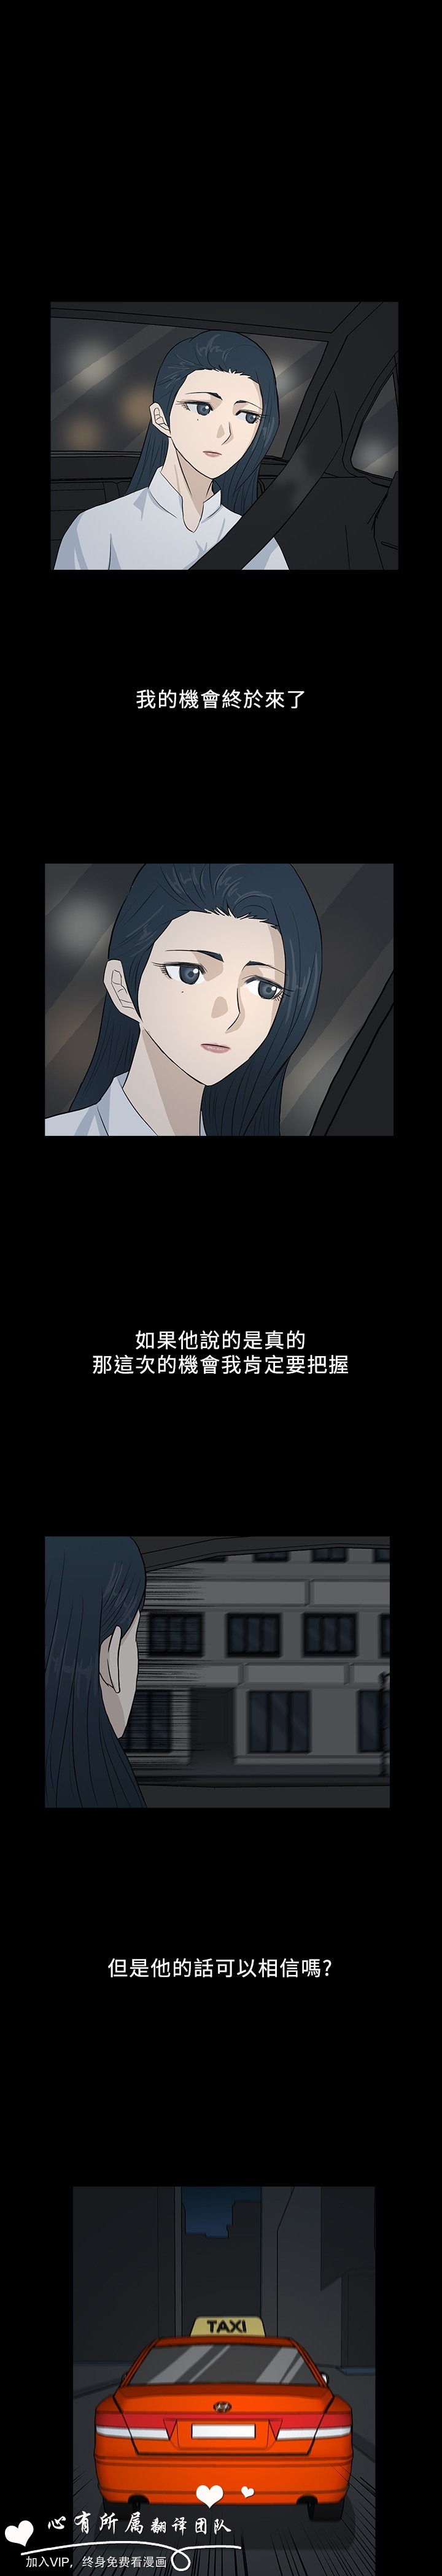 我的機會終於來了
如果他說的是真的
那這次的機會我肯定要把握
但是他的話可以相信嗎?
TAXI
心有所属翻译团队
加入VIP，终身免费看漫画